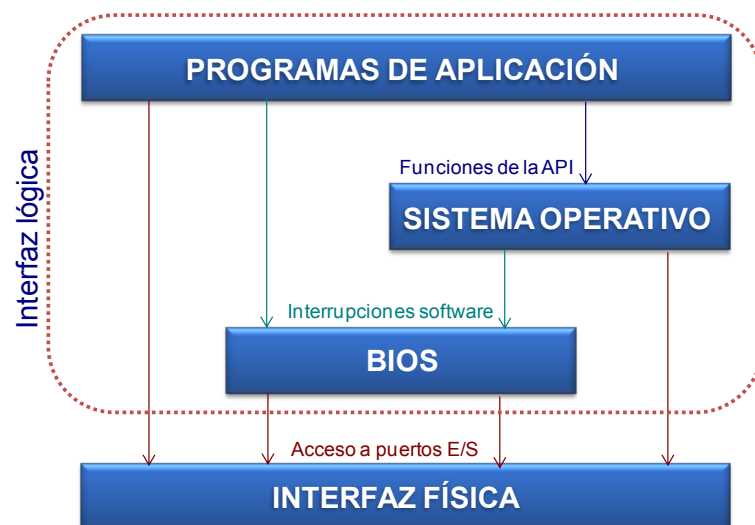 PROGRAMAS DE APLICACIÓN
Interfaz lógica
Funciones de la API
SISTEMA OPERATIVO
Interrupciones software
BIOS
Acceso a puertos E/S
INTERFAZ FÍSICA